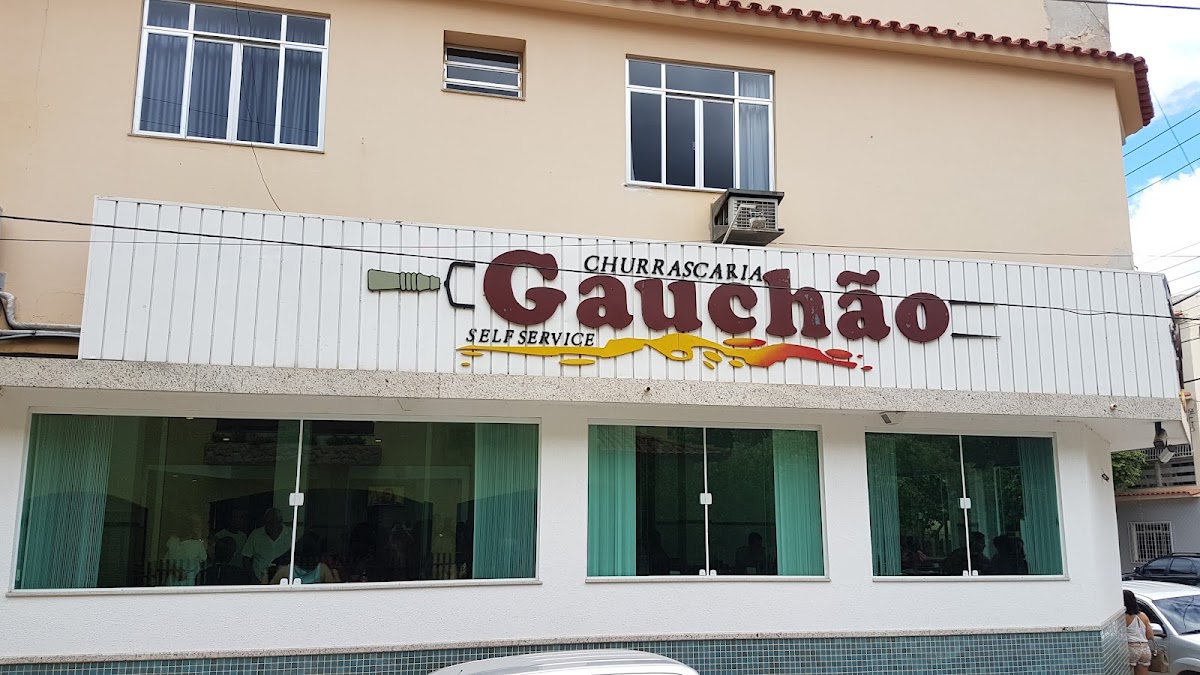 CHURRASCARIA
Gauchão
SELF SERVICE